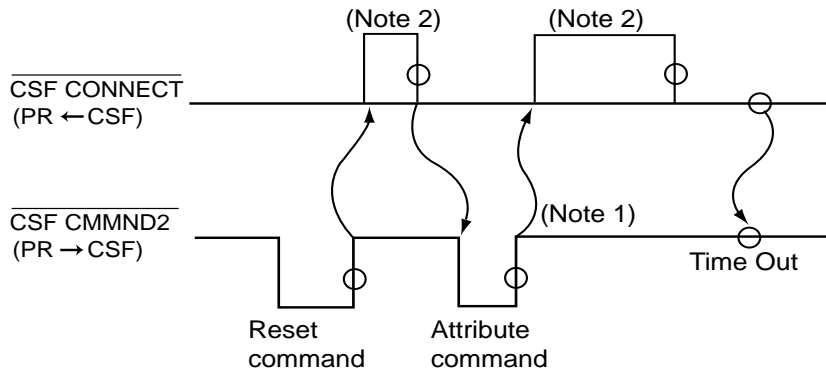 (Note 2) (Note 2)
CSF CONNECT
(PR ←CSF)
CSF CMMND2
(PR →CSF)
(Note 1)
Time Out
Reset
command
Attribute
command